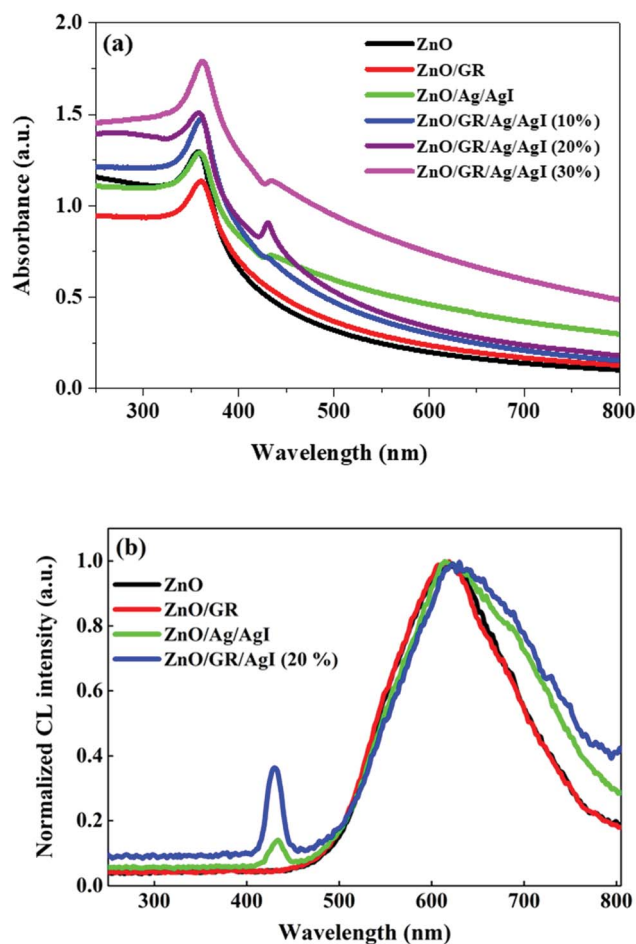 (a)
ZnO
ZnO/GR
ZnO/Ag/AgI
ZnO/GR/Ag/AgI (10%)
ZnO/GR/Ag/AgI (20%)
ZnO/GR/Ag/AgI (30%)
Absorbance (a.u.)
2.0
1.5
1.0
0.5
0.0
300 400 500 600 700 800
Wavelength (nm)
(b)
ZnO
ZnO/GR
ZnO/Ag/AgI
ZnO/GR/AgI (20 %)
Normalized CL intensity (a.u.)
1.0
0.8
0.6
0.4
0.2
0.0
300 400 500 600 700 800
Wavelength (nm)